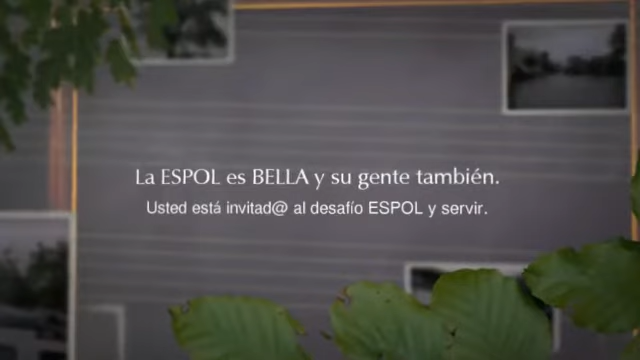 La ESPOL es BELLA y su gente también.
Usted está invitad@ al desafío ESPOL y servir.